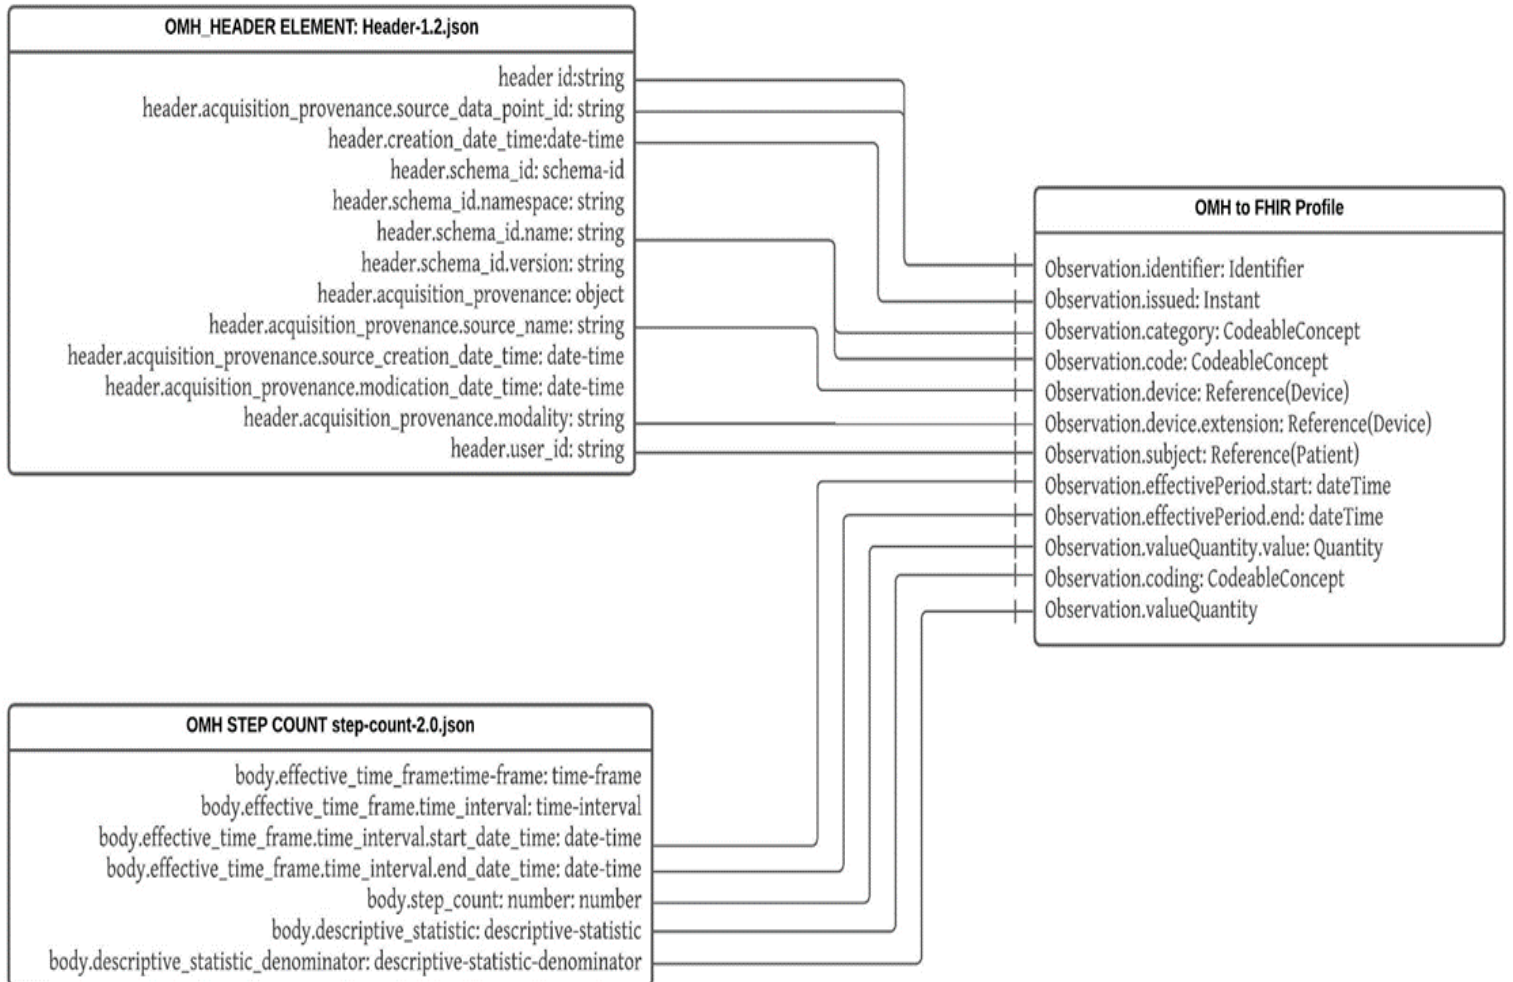 OMH_HEADER ELEMENT: Header-1.2.json
header id:string
header.acquisition_provenance.source_data_point_id: string
header.creation_date_time:date-time
header.schema_id: schema-id
header.schema_id.namespace: string
header.schema_id.name: string
header.schema_id.version: string
header.acquisition_provenance: object
header.acquisition_provenance.source_name: string
header.acquisition_provenance.source_creation_date_time: date-time
header.acquisition_provenance.modication_date_time: date-time
header.acquisition_provenance.modality: string
header.user_id: string
OMH to FHIR Profile
Observation.identifier: Identifier
Observation.issued: Instant
Observation.category: CodeableConcept
Observation.code: CodeableConcept
Observation.device: Reference(Device)
Observation.device.extension: Reference(Device)
Observation.subject: Reference(Patient)
Observation.effectivePeriod.start: dateTime
Observation.effectivePeriod.end: dateTime
Observation.valueQuantity.value: Quantity
Observation.coding: CodeableConcept
Observation.valueQuantity
OMH STEP COUNT step-count-2.0.json
body.effective_time_frame:time-frame: time-frame
body.effective_time_frame.time_interval: time-interval
body.effective_time_frame.time_interval.start_date_time: date-time
body.effective_time_frame.time_interval.end_date_time: date-time
body.step_count: number: number
body.descriptive_statistic: descriptive-statistic
body.descriptive_statistic_denominator: descriptive-statistic-denominator